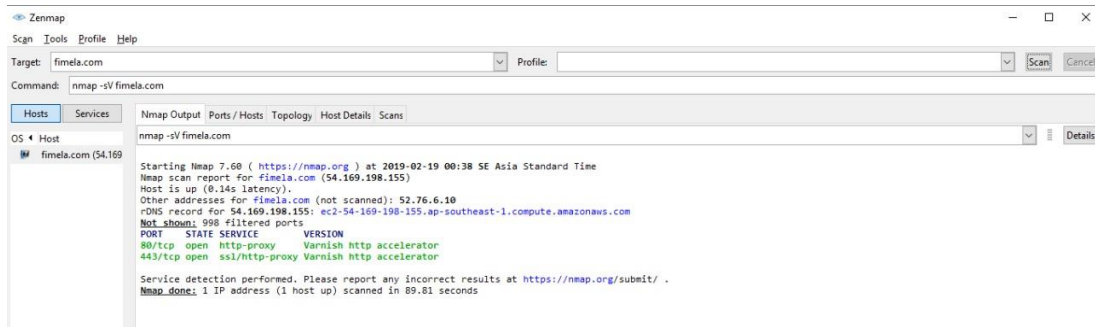 Zenmap
Scan Tools Profile Help
Target: fimela.com Profile: Scan Cancel
Command: nmap -sV fimela.com
Hosts Services Nmap Output Ports / Hosts Topology Host Details Scans
OS Host nmap -sV fimela.com Details
fimela.com (54.169
Starting Nmap 7.60 ( https://nmap.org ) at 2019-02-19 00:38 SE Asia Standard Time
Nmap scan report for fimela.com (54.169.198.155)
Host is up (0.14s latency).
Other addresses for fimela.com (not scanned): 52.76.6.10
rDNS record for 54.169.198.155: ec2-54-169-198-155.ap-southeast-1.compute.amazonaws.com
Not shown: 998 filtered ports
PORT STATE SERVICE VERSION
80/tcp open http-proxy Varnish http accelerator
443/tcp open ssl/http-proxy Varnish http accelerator
Service detection performed. Please report any incorrect results at https://nmap.org/submit/ .
Nmap done: 1 IP address (1 host up) scanned in 89.81 seconds